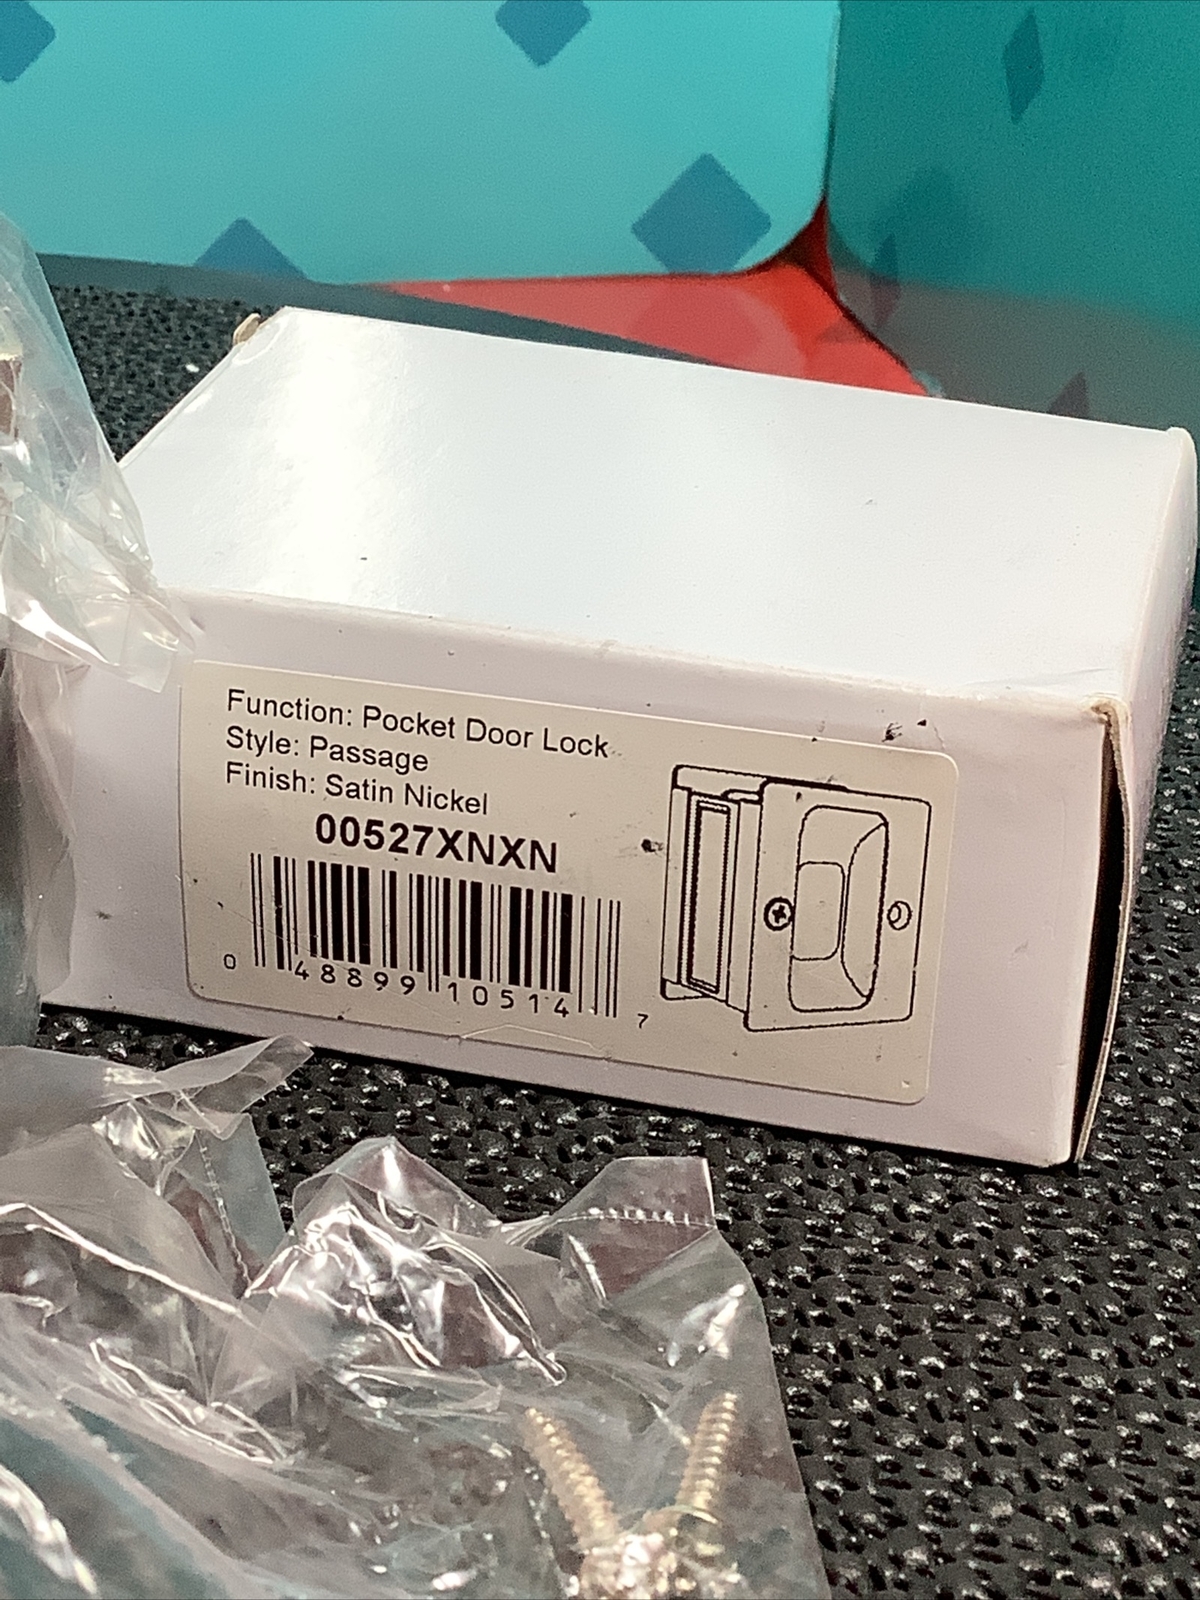 Function: Pocket Door Lock
Style: Passage
Finish: Satin Nickel
00527XNXN
0 48899 10514 7